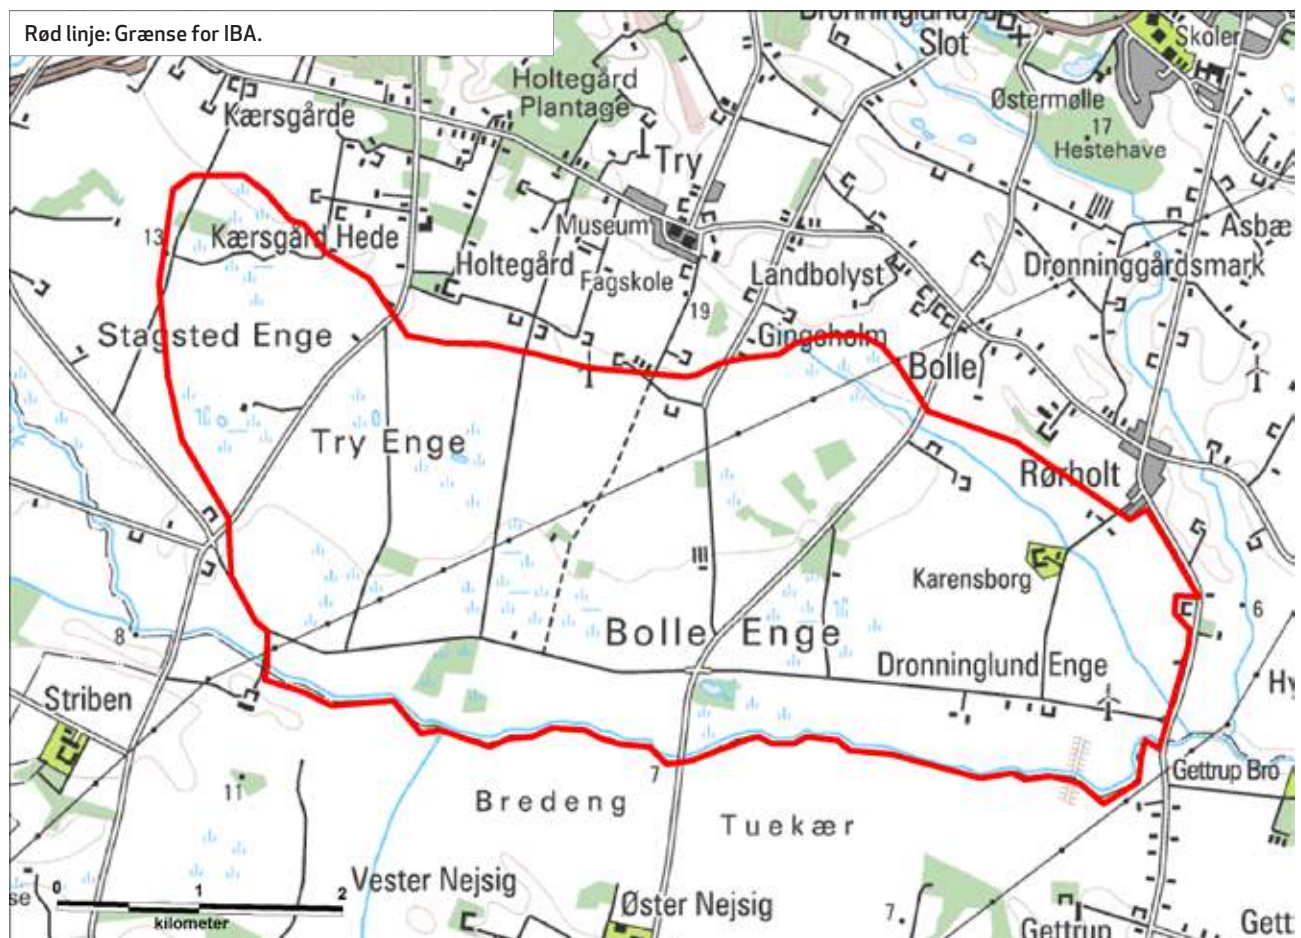 Rød linje: Grænse for IBA.
Dronninglund
Slot
Skoler
Holtegård
Plantage
Østermølle
Kærsgårde
17
Hestehave
Try
Museum
Asbæ
13
Kærsgård Hede
Holtegård
Fagskole
Landbolyst
Dronninggårdsmark
19
Stagsted Enge
Gingsholm
Bolle
Try Enge
Rørholt
Karensborg
6
8
Bolle Enge
Dronninglund Enge
Hy
Striben
7
Gettrup Bro
11
Bredeng
Tuekær
Vester Nejsig
0 1 2
kilometer
se
Øster Nejsig
7
Gettrup
Gett